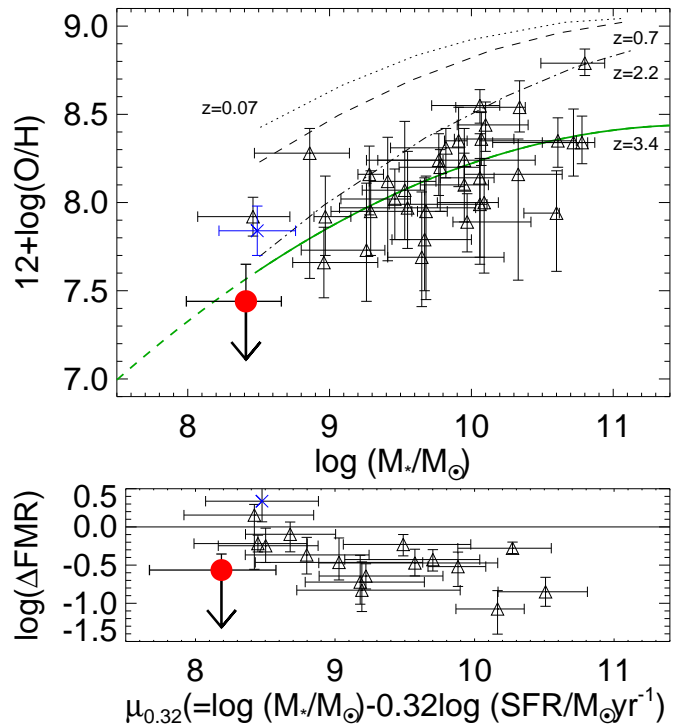 9.0
8.5
8.0
7.5
7.0
12+log(O/H)
z=0.07
z=0.7
z=2.2
z=3.4
8 9 10 11
log (M*/M☉)
0.5
0.0
-0.5
-1.0
-1.5
log(ΔFMR)
8 9 10 11
μ0.32(=log (M*/M☉)-0.32log (SFR/M☉yr⁻¹)